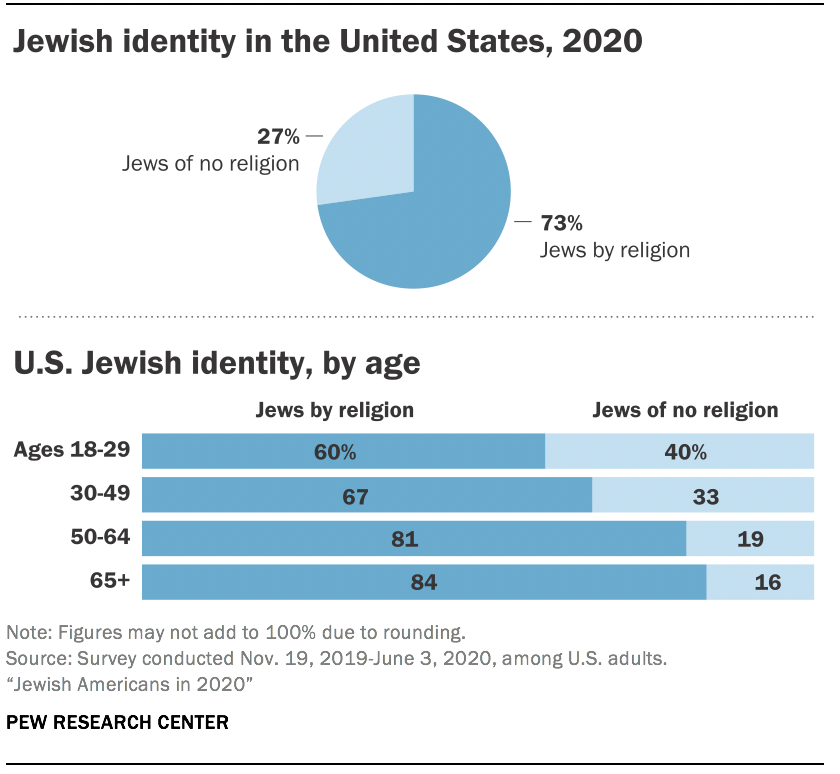 Jewish identity in the United States, 2020
27%
Jews of no religion
73%
Jews by religion
U.S. Jewish identity, by age
Jews by religion Jews of no religion
Ages 18-29 60% 40%
30-49 67 33
50-64 81 19
65+ 84 16
Note: Figures may not add to 100% due to rounding.
Source: Survey conducted Nov. 19, 2019-June 3, 2020, among U.S. adults.
“Jewish Americans in 2020”
PEW RESEARCH CENTER